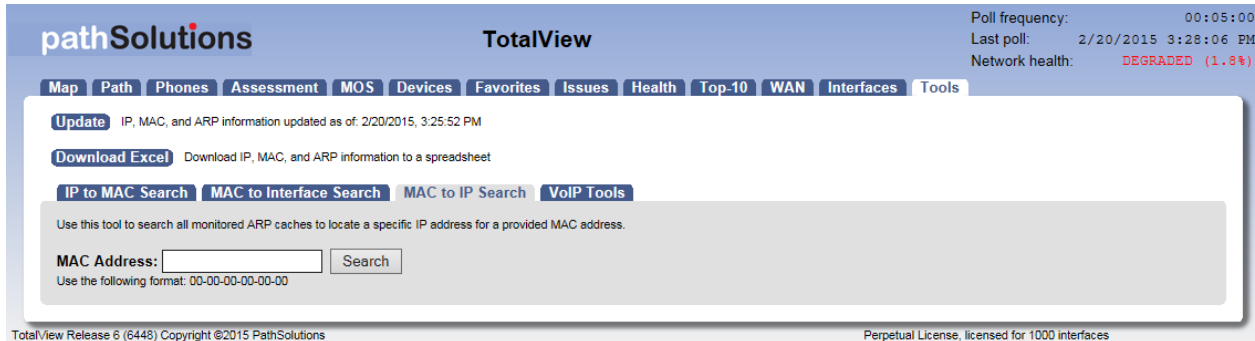 pathSolutions
TotalView
Poll frequency: 00:05:00
Last poll: 2/20/2015 3:28:06 PM
Network health: DEGRADED (1.8%)
Map Path Phones Assessment MOS Devices Favorites Issues Health Top-10 WAN Interfaces Tools
Update IP, MAC, and ARP information updated as of: 2/20/2015, 3:25:52 PM
Download Excel Download IP, MAC, and ARP information to a spreadsheet
IP to MAC Search MAC to Interface Search MAC to IP Search VoIP Tools
Use this tool to search all monitored ARP caches to locate a specific IP address for a provided MAC address.
MAC Address: Search
Use the following format: 00-00-00-00-00-00
TotalView Release 6 (6448) Copyright ©2015 PathSolutions Perpetual License, licensed for 1000 interfaces